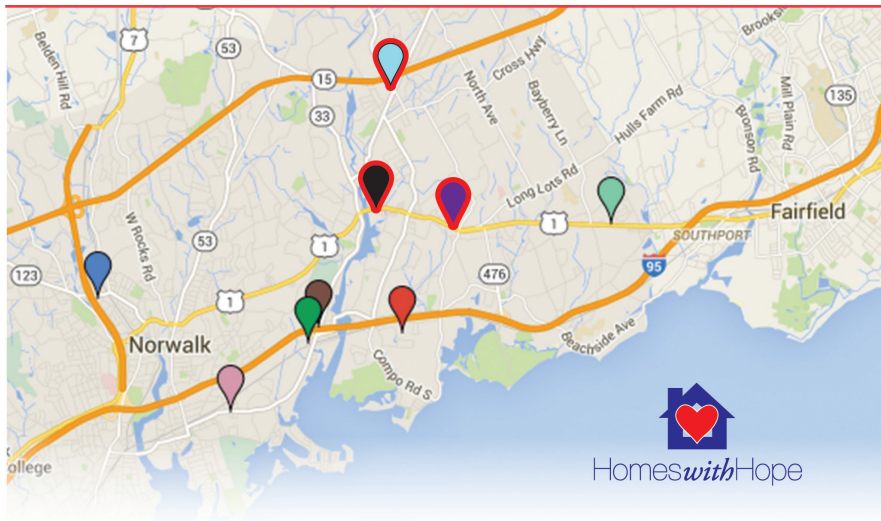 Belden Hill Rd
7
53
15
Cross Hwy
North Ave
Bayberry Ln
Hulls Farm Rd
Bronson Rd
Mill Plain Rd
135
33
Long Lots Rd
1
Fairfield
SOUTHPORT
W Rocks Rd
53
1
123
476
95
1
Beachside Ave
Norwalk
Compo Rd S
ollege
HomeswithHope